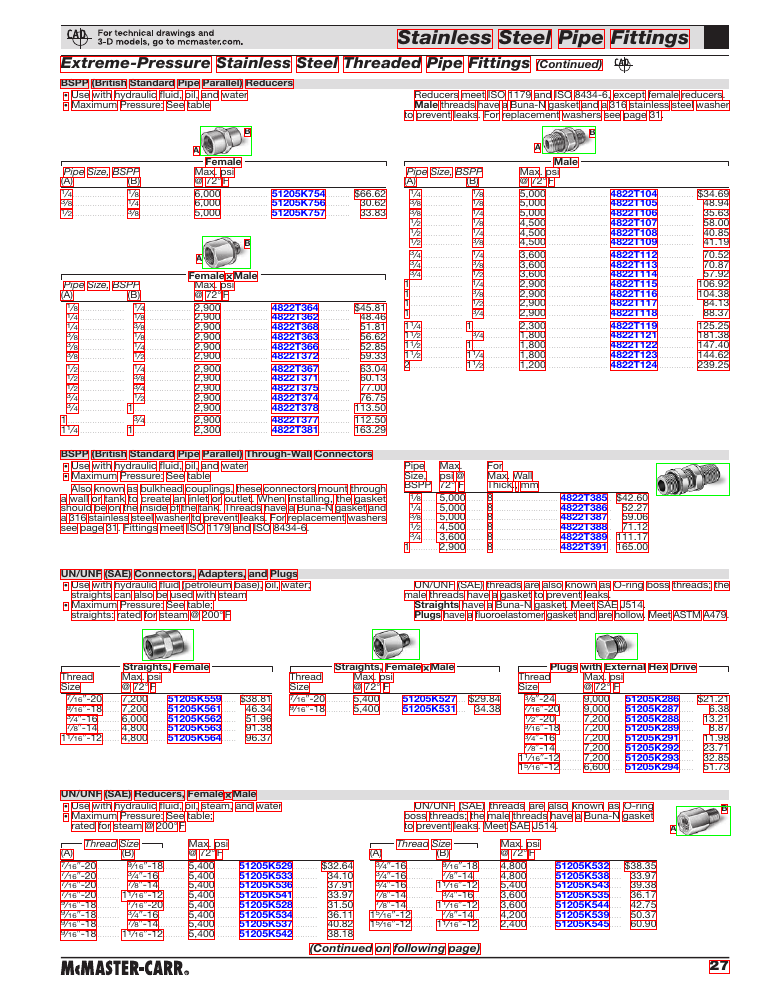 For technical drawings and
3-D models, go to mcmaster.com.
Stainless Steel Pipe Fittings
Extreme-Pressure Stainless Steel Threaded Pipe Fittings (Continued)
BSPP (British Standard Pipe Parallel) Reducers
• Use with hydraulic fluid, oil, and water
• Maximum Pressure: See table
Reducers meet ISO 1179 and ISO 8434-6, except female reducers.
Male threads have a Buna-N gasket and a 316 stainless steel washer
to prevent leaks. For replacement washers see page 31.
A B
Female
Pipe Size, BSPP Max. psi
(A) (B) @ 72° F
¼ ⅛ 6,000 51205K754 $66.62
⅜ ¼ 6,000 51205K756 30.62
½ ⅜ 5,000 51205K757 33.83
A B
Female x Male
Pipe Size, BSPP Max. psi
(A) (B) @ 72° F
⅛ ¼ 2,900 4822T364 $45.81
¼ ⅛ 2,900 4822T362 48.46
¼ ⅜ 2,900 4822T368 51.81
⅜ ¼ 2,900 4822T363 56.62
¼ ½ 2,900 4822T366 52.85
⅜ ½ 2,900 4822T372 59.33
½ ¼ 2,900 4822T367 63.04
½ ⅜ 2,900 4822T371 60.13
½ ¾ 2,900 4822T375 77.00
¾ ½ 2,900 4822T374 76.75
¾ 1 2,900 4822T378 113.50
1 ¾ 2,900 4822T377 112.50
1¼ 1 2,300 4822T381 163.29
A B
Male
Pipe Size, BSPP Max. psi
(A) (B) @ 72° F
¼ ⅛ 5,000 4822T104 $34.69
⅜ ⅛ 5,000 4822T105 48.94
⅜ ¼ 5,000 4822T106 35.63
½ ⅛ 4,500 4822T107 58.00
½ ¼ 4,500 4822T108 40.85
½ ⅜ 4,500 4822T109 41.19
¾ ¼ 3,600 4822T112 70.52
¾ ⅜ 3,600 4822T113 70.87
¾ ½ 3,600 4822T114 57.92
1 ¼ 2,900 4822T115 106.92
1 ⅜ 2,900 4822T116 104.38
1 ½ 2,900 4822T117 84.13
1 ¾ 2,900 4822T118 88.37
1¼ 1 2,300 4822T119 125.25
1½ ¾ 1,800 4822T121 181.38
1½ 1 1,800 4822T122 147.40
1½ 1¼ 1,800 4822T123 144.62
2 1½ 1,200 4822T124 239.25
BSPP (British Standard Pipe Parallel) Through-Wall Connectors
• Use with hydraulic fluid, oil, and water
• Maximum Pressure: See table
Also known as bulkhead couplings, these connectors mount through
a wall or tank to create an inlet or outlet. When installing, the gasket
should be on the inside of the tank. Threads have a Buna-N gasket and
a 316 stainless steel washer to prevent leaks. For replacement washers
see page 31. Fittings meet ISO 1179 and ISO 8434-6.
Pipe Max. For
Size, psi @ Max. Wall
BSPP 72° F Thick., mm
⅛ 5,000 8 4822T385 $42.60
¼ 5,000 8 4822T386 52.27
⅜ 5,000 8 4822T387 59.06
½ 4,500 8 4822T388 71.12
¾ 3,600 8 4822T389 111.17
1 2,900 8 4822T391 165.00
UN/UNF (SAE) Connectors, Adapters, and Plugs
• Use with hydraulic fluid (petroleum base), oil, water;
straights can also be used with steam
• Maximum Pressure: See table;
straights: rated for steam @ 200° F
UN/UNF (SAE) threads are also known as O-ring boss threads; the
male threads have a gasket to prevent leaks.
Straights have a Buna-N gasket. Meet SAE J514.
Plugs have a fluoroelastomer gasket and are hollow. Meet ASTM A479.
Straights, Female
Thread Max. psi
Size @ 72° F
7/16"-20 7,200 51205K559 $38.81
9/16"-18 7,200 51205K561 46.34
3/4"-16 6,000 51205K562 51.96
7/8"-14 4,800 51205K563 91.38
1 1/16"-12 4,800 51205K564 96.37
Straights, Female x Male
Thread Max. psi
Size @ 72° F
7/16"-20 5,400 51205K527 $29.84
9/16"-18 5,400 51205K531 34.38
Plugs with External Hex Drive
Thread Max. psi
Size @ 72° F
3/8"-24 9,000 51205K286 $21.21
7/16"-20 9,000 51205K287 6.38
1/2"-20 7,200 51205K288 13.21
9/16"-18 7,200 51205K289 8.87
3/4"-16 7,200 51205K291 11.98
7/8"-14 7,200 51205K292 23.71
1 1/16"-12 7,200 51205K293 32.85
1 5/16"-12 6,600 51205K294 51.73
UN/UNF (SAE) Reducers, Female x Male
• Use with hydraulic fluid, oil, steam, and water
• Maximum Pressure: See table;
rated for steam @ 200° F
UN/UNF (SAE) threads are also known as O-ring
boss threads; the male threads have a Buna-N gasket
to prevent leaks. Meet SAE J514.
A B
Thread Size Max. psi
(A) (B) @ 72° F
7/16"-20 9/16"-18 5,400 51205K529 $32.64
7/16"-20 3/4"-16 5,400 51205K533 34.10
7/16"-20 7/8"-14 5,400 51205K536 37.91
7/16"-20 1 1/16"-12 5,400 51205K541 33.97
9/16"-18 7/16"-20 5,400 51205K528 31.50
9/16"-18 3/4"-16 5,400 51205K534 36.11
9/16"-18 7/8"-14 5,400 51205K537 40.82
9/16"-18 1 1/16"-12 5,400 51205K542 38.18
Thread Size Max. psi
(A) (B) @ 72° F
3/4"-16 9/16"-18 4,800 51205K532 $38.35
3/4"-16 7/8"-14 4,800 51205K538 33.97
3/4"-16 1 1/16"-12 5,400 51205K543 39.38
7/8"-14 3/4"-16 3,600 51205K535 36.17
7/8"-14 1 1/16"-12 3,600 51205K544 42.75
1 5/16"-12 7/8"-14 4,200 51205K539 50.37
1 5/16"-12 1 1/16"-12 2,400 51205K545 60.90
(Continued on following page)
McMASTER-CARR®
27